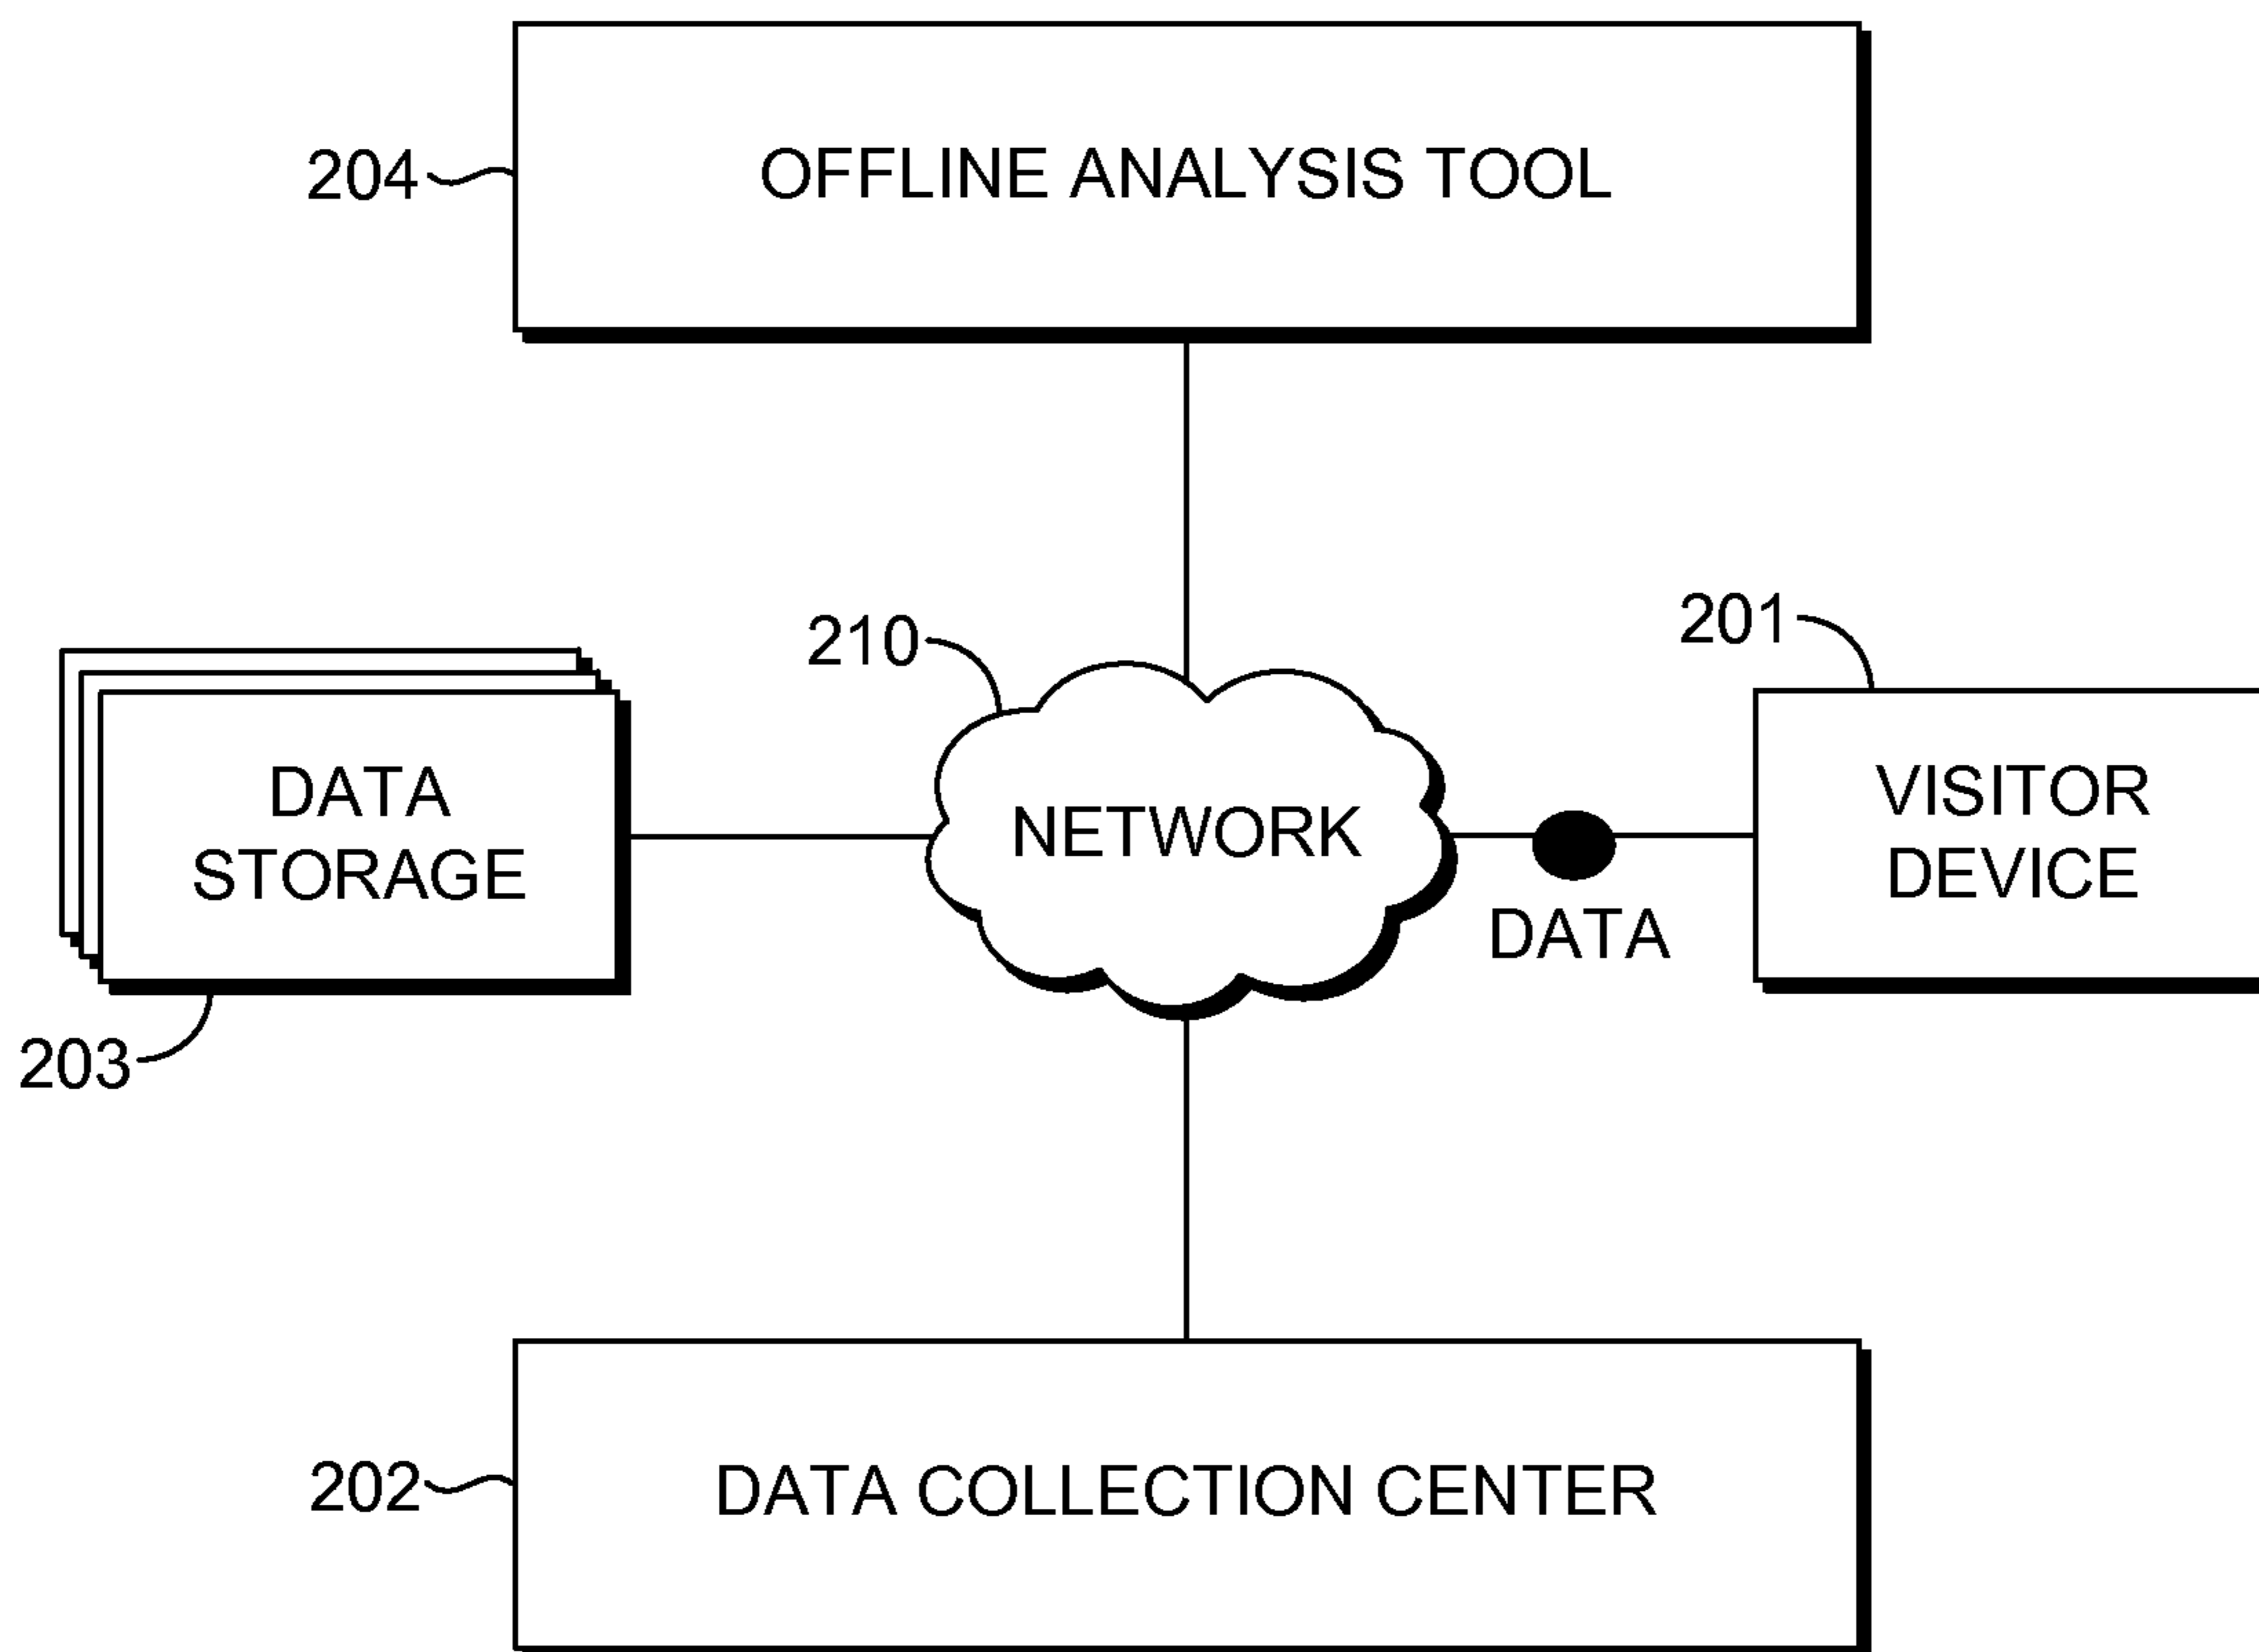 204
OFFLINE ANALYSIS TOOL
210
201
DATA
STORAGE
NETWORK
VISITOR
DEVICE
DATA
203
202
DATA COLLECTION CENTER